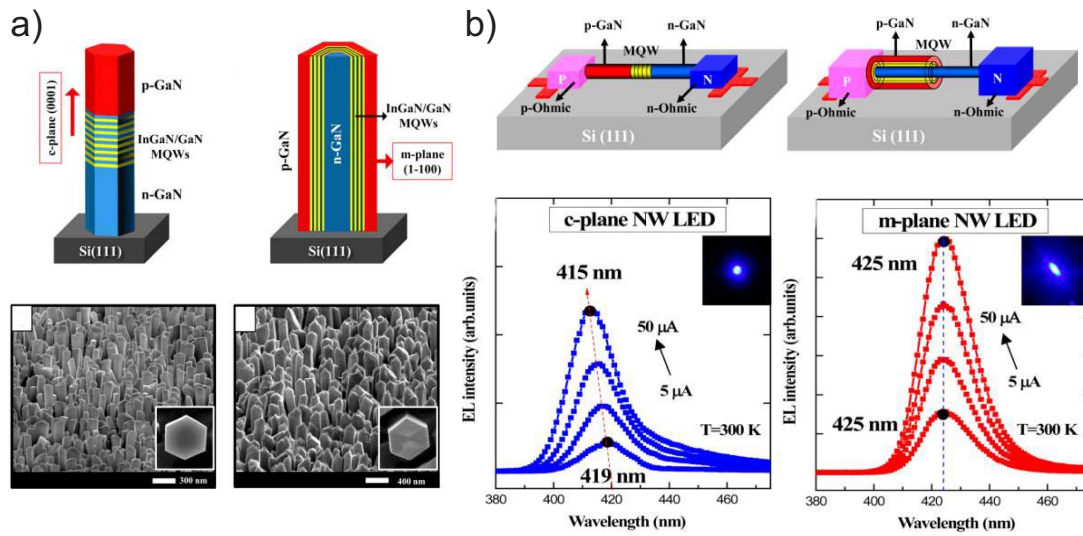 a)
p-GaN
c-plane (0001)
InGaN/GaN
MQWs
n-GaN
Si(111)
p-GaN
n-GaN
InGaN/GaN
MQWs
m-plane
(1-100)
Si(111)
300 nm
400 nm
b)
p-GaN
n-GaN
MQW
P
N
p-Ohmic
n-Ohmic
Si (111)
p-GaN
n-GaN
MQW
P
N
p-Ohmic
n-Ohmic
Si (111)
c-plane NW LED
415 nm
50 µA
5 µA
T=300 K
419 nm
EL intensity (arb.units)
380 400 420 440 460
Wavelength (nm)
m-plane NW LED
425 nm
50 µA
5 µA
425 nm
T=300 K
EL intensity (arb.units)
380 400 420 440 460
Wavelength (nm)